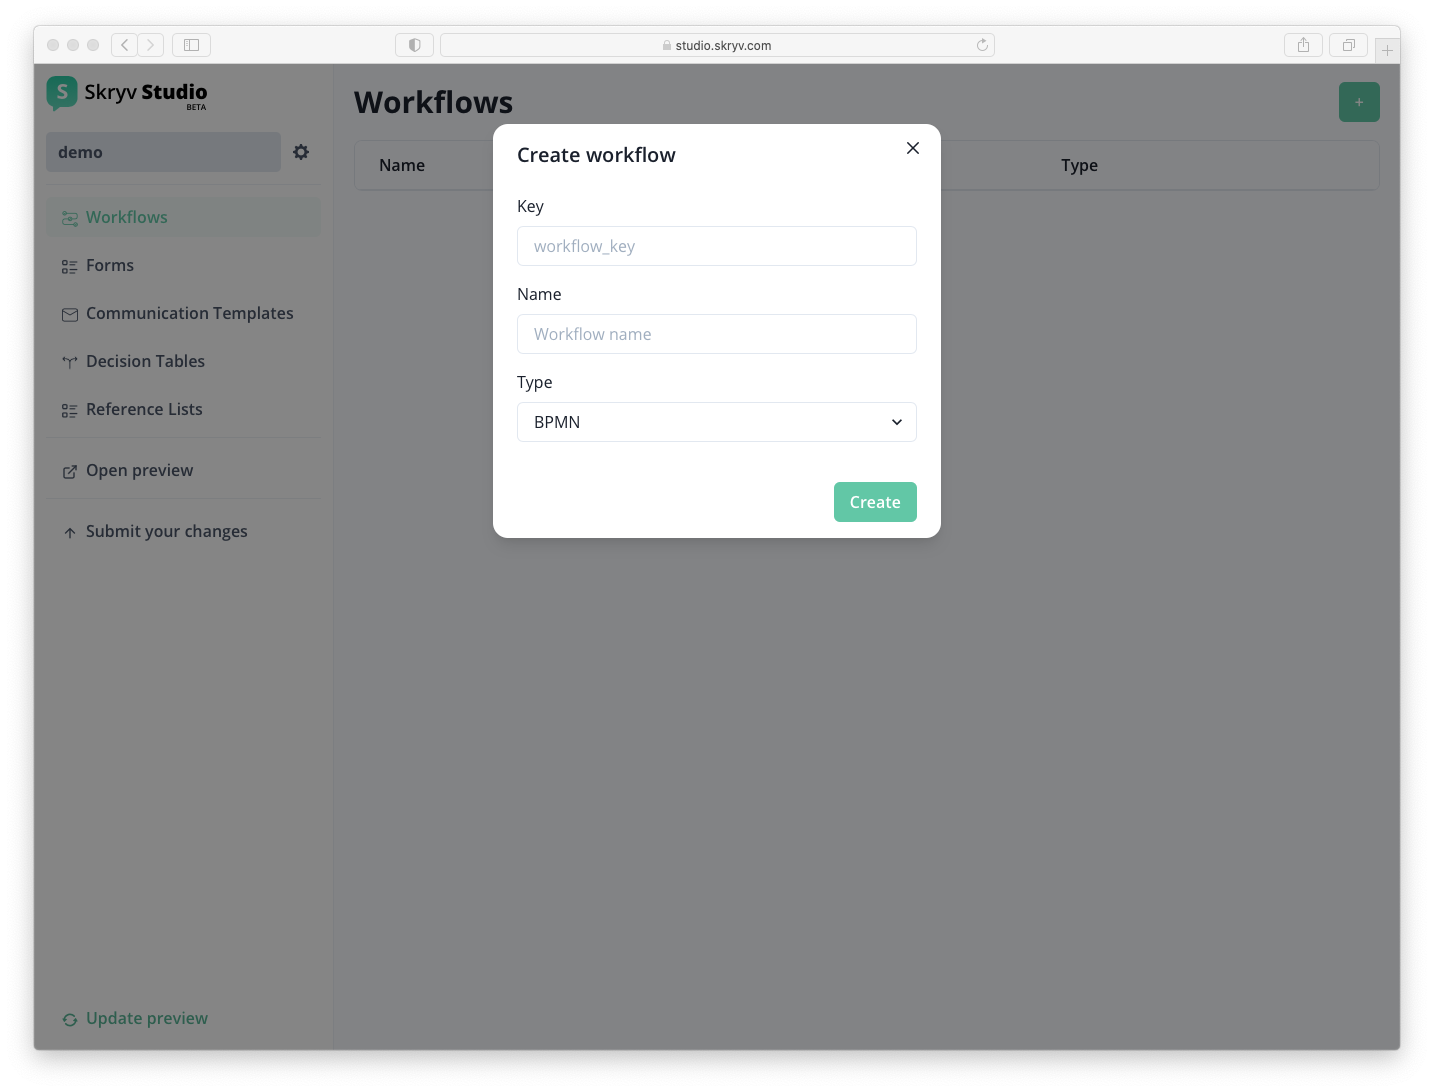 studio.skryv.com
S Skryv Studio
BETA
demo
Workflows
Forms
Communication Templates
Decision Tables
Reference Lists
Open preview
Submit your changes
Update preview
Workflows
+
Name
Type
Create workflow
Key
workflow_key
Name
Workflow name
Type
BPMN
Create